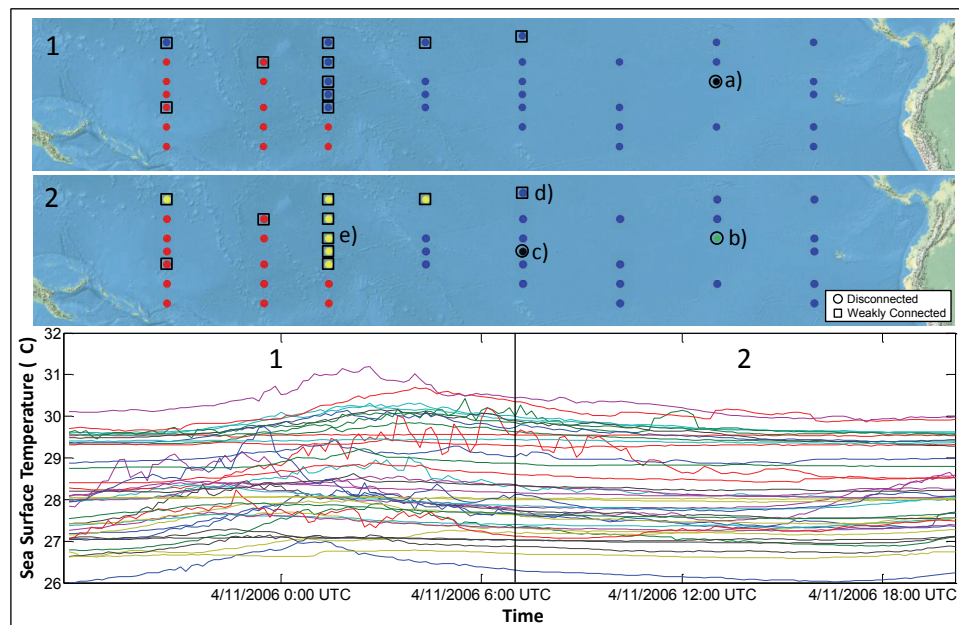 1
a)
2
d)
e)
c)
b)
Disconnected
Weakly Connected
Sea Surface Temperature ( C)
32
31
30
29
28
27
26
1
2
4/11/2006 0:00 UTC
4/11/2006 6:00 UTC
4/11/2006 12:00 UTC
4/11/2006 18:00 UTC
Time